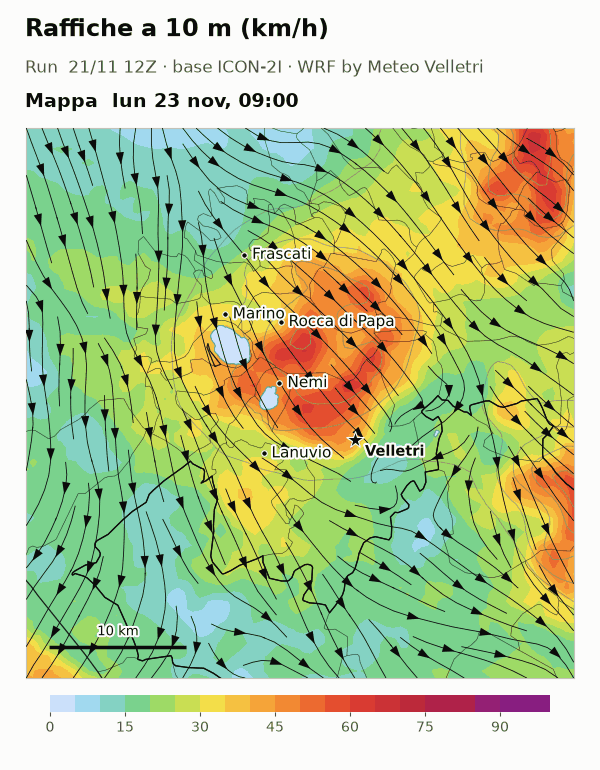 Raffiche a 10 m (km/h)
Run  21/11 12Z · base ICON-2I · WRF by Meteo Velletri
Mappa  lun 23 nov, 09:00
Frascati
Marino
Rocca di Papa
Nemi
Lanuvio
Velletri
10 km
0 15 30 45 60 75 90